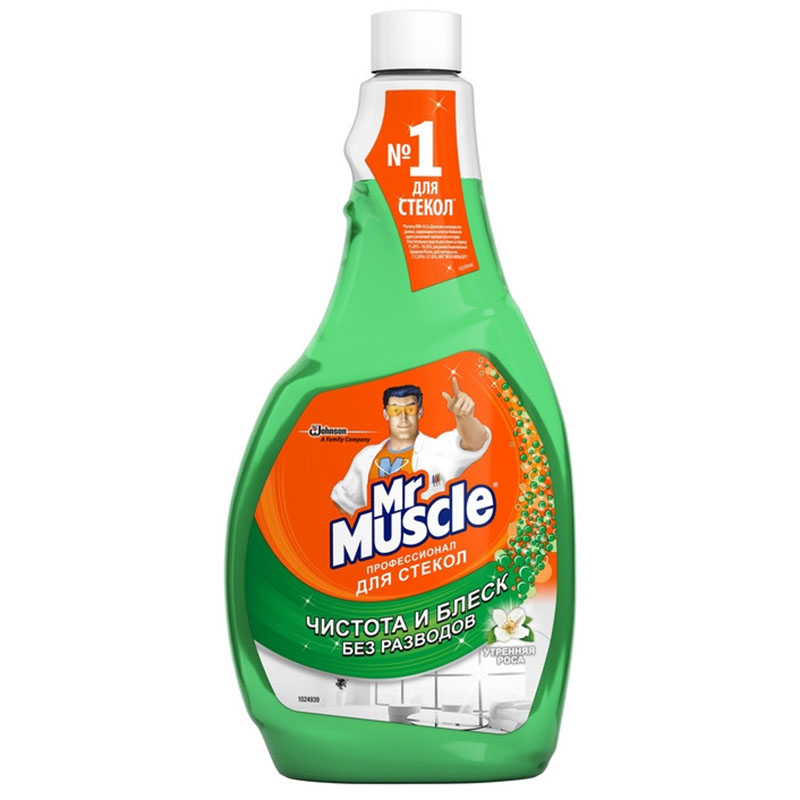 №1
ДЛЯ
СТЕКОЛ
SC Johnson
A Family Company
Mr
Muscle®
ПРОФЕССИОНАЛ
ДЛЯ СТЕКОЛ
ЧИСТОТА И БЛЕСК
БЕЗ РАЗВОДОВ
УТРЕННЯЯ
РОСА
1024939